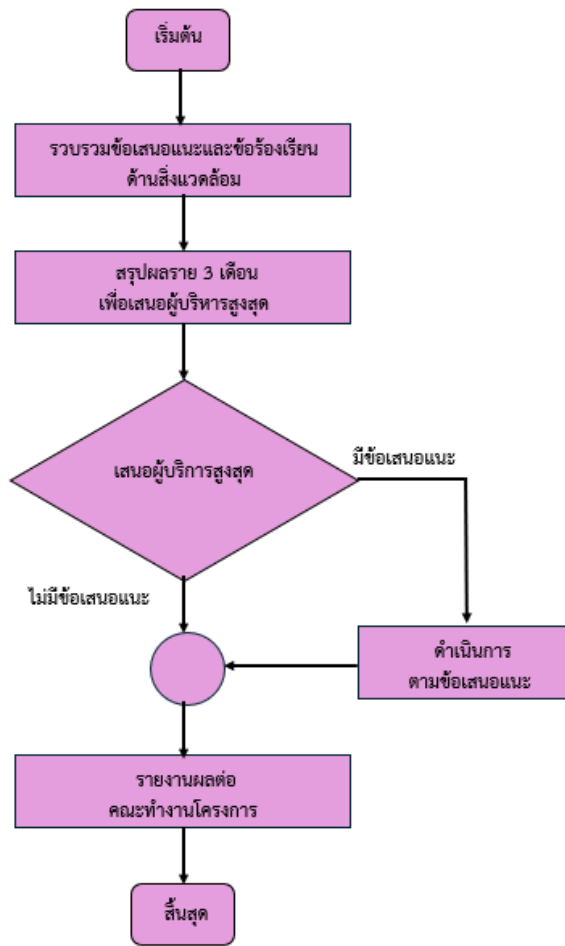 เริ่มต้น
รวบรวมข้อเสนอแนะและข้อร้องเรียน
ด้านสิ่งแวดล้อม
สรุปผลราย 3 เดือน
เพื่อเสนอผู้บริหารสูงสุด
เสนอผู้บริการสูงสุด
มีข้อเสนอแนะ
ไม่มีข้อเสนอแนะ
ดำเนินการ
ตามข้อเสนอแนะ
รายงานผลต่อ
คณะทำงานโครงการ
สิ้นสุด